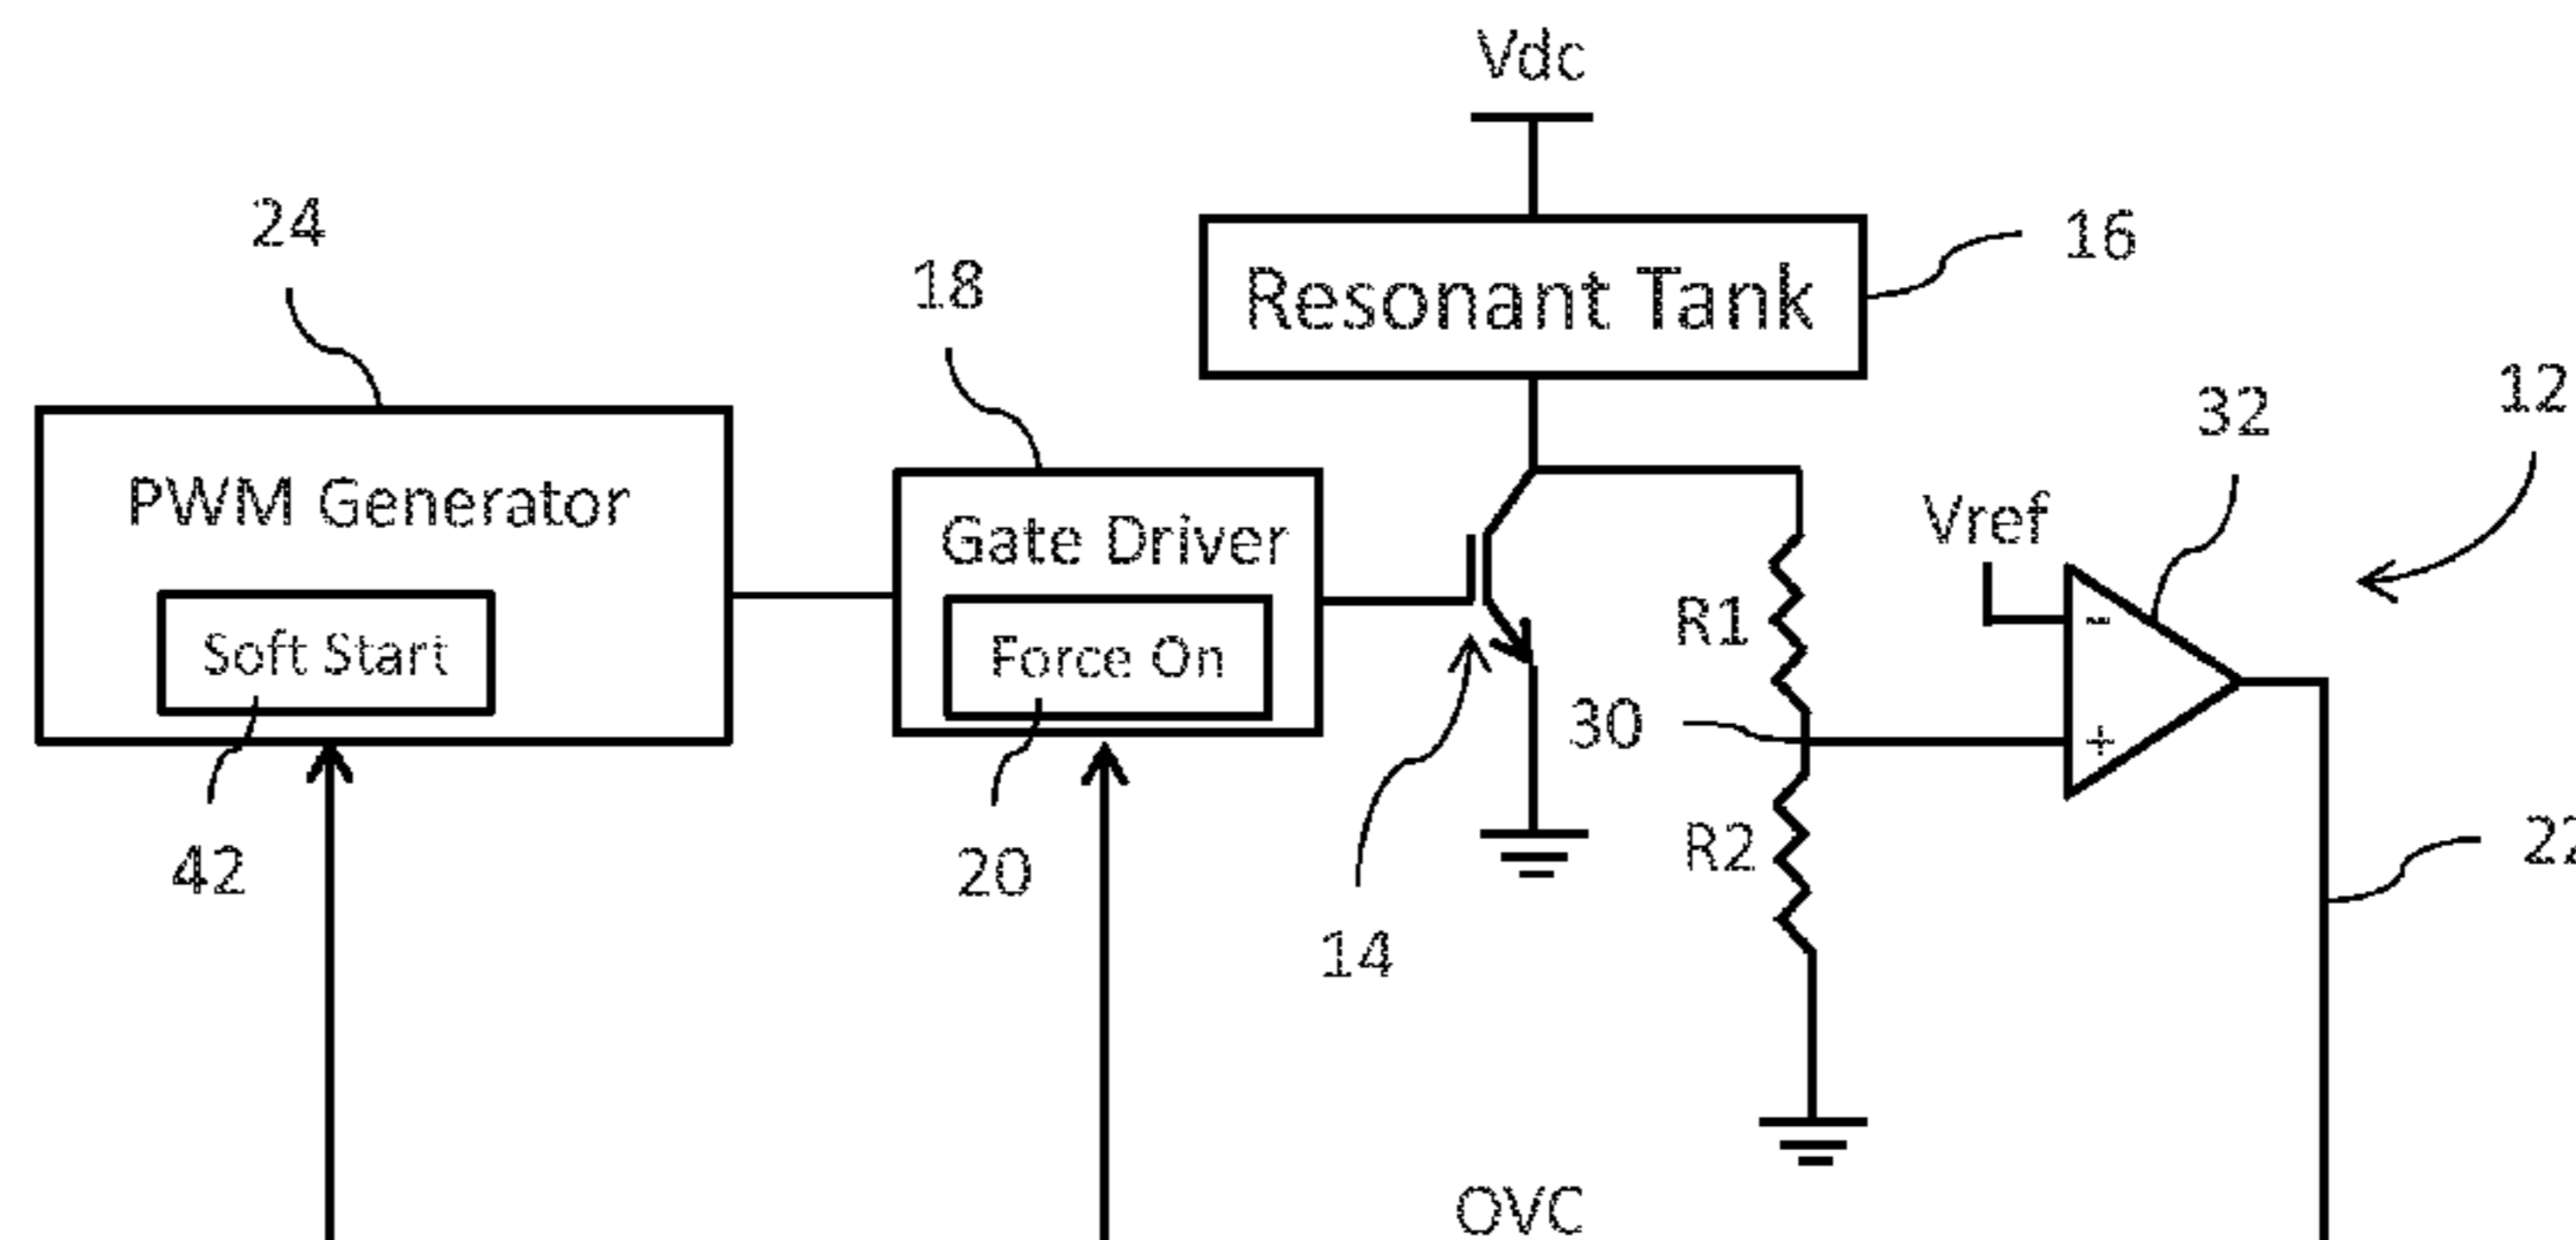 Vdc
24
18
16
Resonant Tank
12
32
PWM Generator
Gate Driver
Vref
Soft Start
Force On
R1
-
30
+
42
20
R2
22
14
OVC